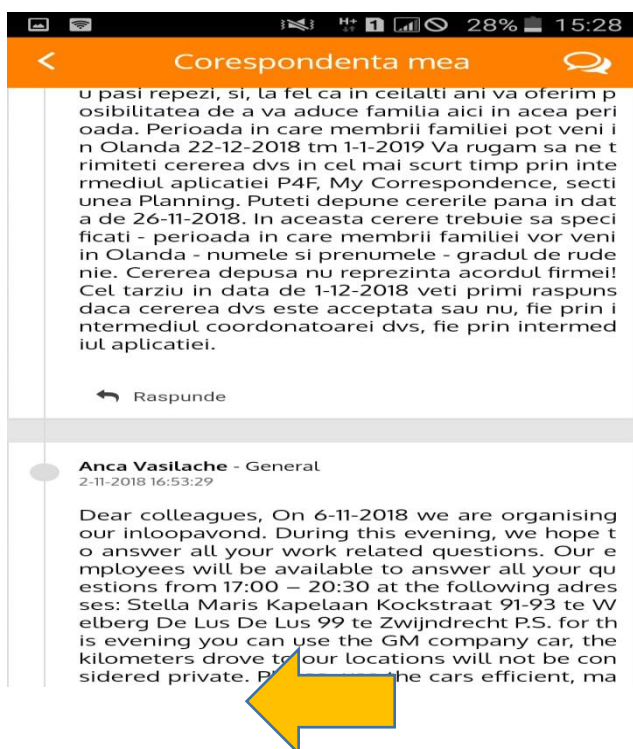 H+ 1 28% 15:28
Corespondenta mea
u pasi repezi, si, la fel ca in ceilalti ani va oferim p
osibilitatea de a va aduce familia aici in acea peri
oada. Perioada in care membrii familiei pot veni i
n Olanda 22-12-2018 tm 1-1-2019 Va rugam sa ne t
rimiteti cererea dvs in cel mai scurt timp prin inte
rmediul aplicatiei P4F, My Correspondence, secti
unea Planning. Puteti depune cererile pana in dat
a de 26-11-2018. In aceasta cerere trebuie sa speci
ficati - perioada in care membrii familiei vor veni
in Olanda - numele si prenumele - gradul de rude
nie. Cererea depusa nu reprezinta acordul firmei!
Cel tarziu in data de 1-12-2018 veti primi raspuns
daca cererea dvs este acceptata sau nu, fie prin i
ntermediul coordonatoarei dvs, fie prin intermed
iul aplicatiei.
Raspunde
Anca Vasilache - General
2-11-2018 16:53:29
Dear colleagues, On 6-11-2018 we are organising
our inloopavond. During this evening, we hope t
o answer all your work related questions. Our e
mployees will be available to answer all your qu
estions from 17:00 – 20:30 at the following adres
ses: Stella Maris Kapelaan Kockstraat 91-93 te W
elberg De Lus De Lus 99 te Zwijndrecht P.S. for th
is evening you can use the GM company car, the
kilometers drove to our locations will not be con
sidered private. the cars efficient, ma